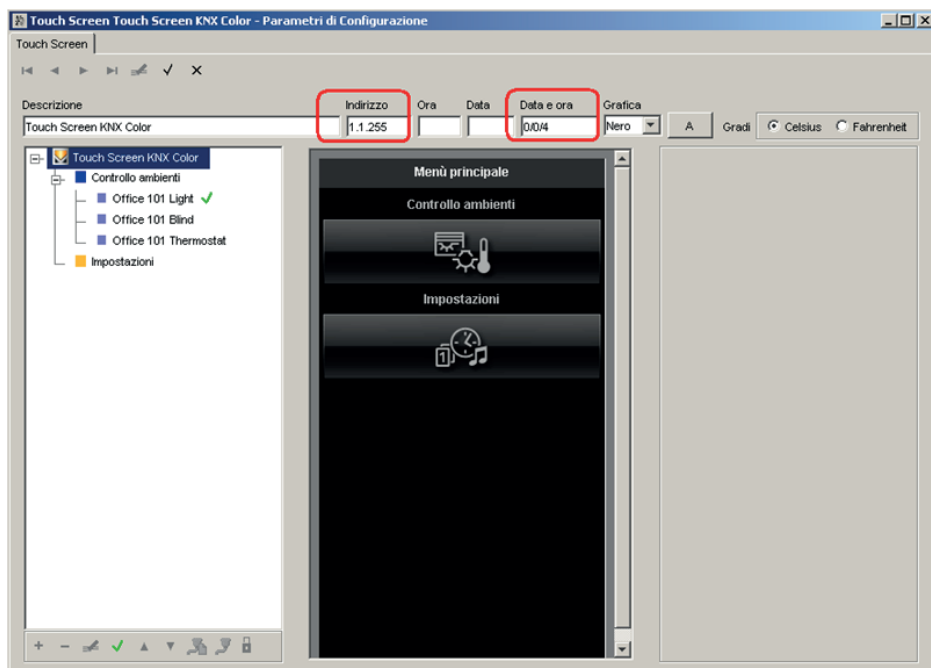 Touch Screen Touch Screen KNX Color - Parametri di Configurazione
Touch Screen
Descrizione Indirizzo Ora Data Data e ora Grafica
Touch Screen KNX Color 1.1.255 0/0/4 Nero A Gradi Celsius Fahrenheit
Touch Screen KNX Color
Controllo ambienti
Office 101 Light
Office 101 Blind
Office 101 Thermostat
Impostazioni
Menù principale
Controllo ambienti
Impostazioni
1